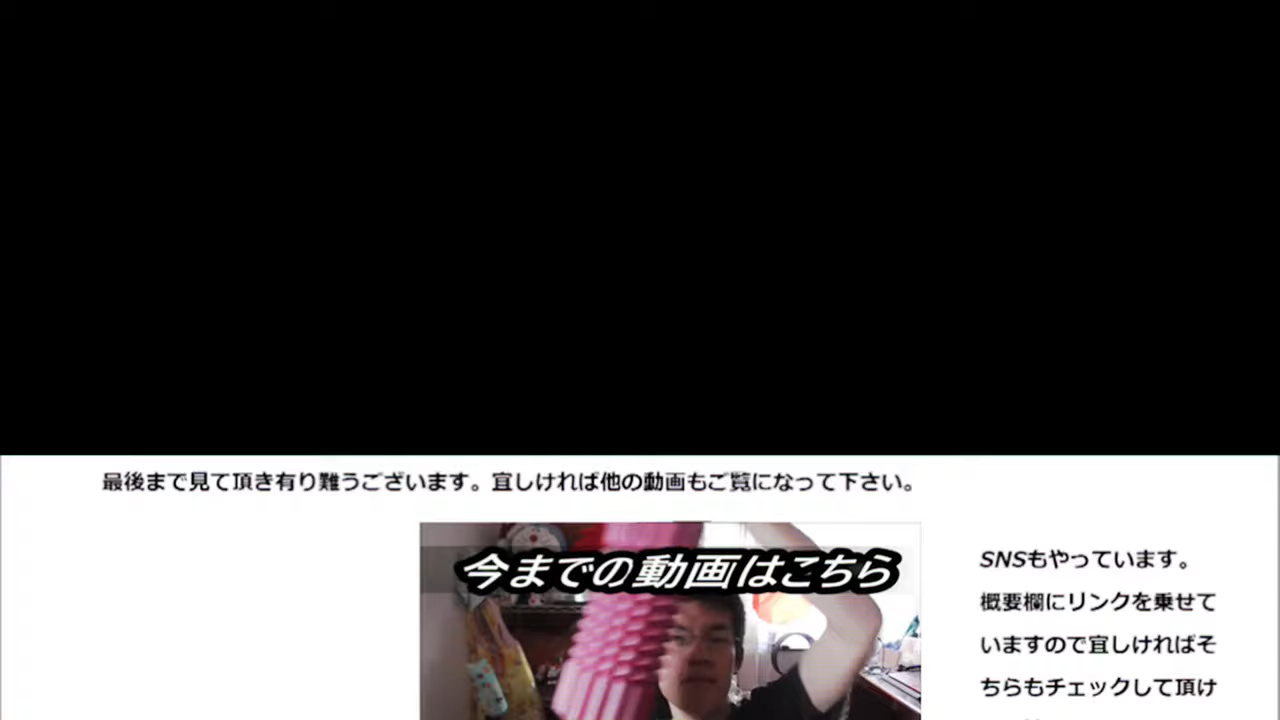 最後まで見て頂き有り難うございます。宜しければ他の動画もご覧になって下さい。
今までの動画はこちら
SNSもやっています。
概要欄にリンクを乗せて
いますので宜しければそ
ちらもチェックして頂け